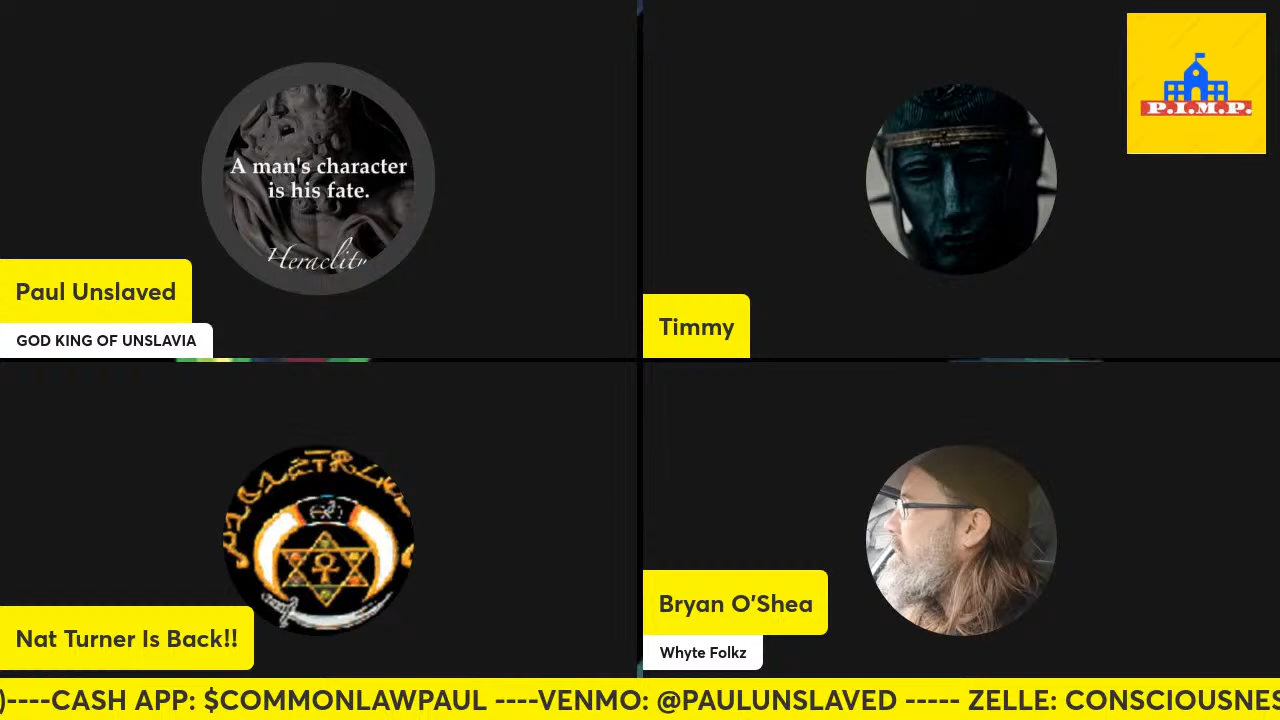 A man's character
is his fate.
P.I.M.P.
Paul Unslaved
GOD KING OF UNSLAVIA
Timmy
Nat Turner Is Back!!
Bryan O'Shea
Whyte Folkz
)----CASH APP: $COMMONLAWPAUL ----VENMO: @PAULUNSLAVED ----- ZELLE: